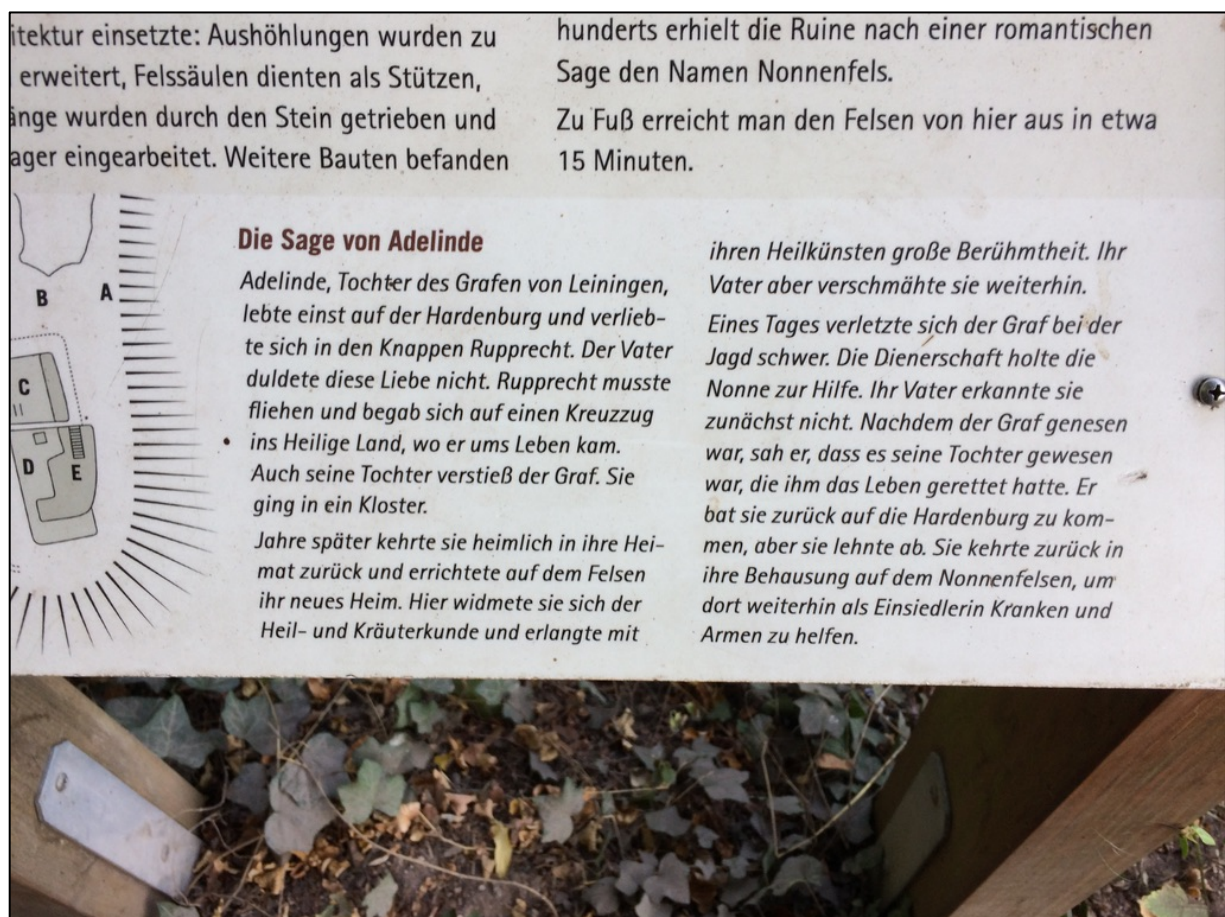 itektur einsetzte: Aushöhlungen wurden zu
erweitert, Felssäulen dienten als Stützen,
änge wurden durch den Stein getrieben und
ager eingearbeitet. Weitere Bauten befanden
hunderts erhielt die Ruine nach einer romantischen
Sage den Namen Nonnenfels.
Zu Fuß erreicht man den Felsen von hier aus in etwa
15 Minuten.
B
A
C
D
E
Die Sage von Adelinde
Adelinde, Tochter des Grafen von Leiningen,
lebte einst auf der Hardenburg und verlieb-
te sich in den Knappen Rupprecht. Der Vater
duldete diese Liebe nicht. Rupprecht musste
fliehen und begab sich auf einen Kreuzzug
ins Heilige Land, wo er ums Leben kam.
Auch seine Tochter verstieß der Graf. Sie
ging in ein Kloster.
Jahre später kehrte sie heimlich in ihre Hei-
mat zurück und errichtete auf dem Felsen
ihr neues Heim. Hier widmete sie sich der
Heil- und Kräuterkunde und erlangte mit
ihren Heilkünsten große Berühmtheit. Ihr
Vater aber verschmähte sie weiterhin.
Eines Tages verletzte sich der Graf bei der
Jagd schwer. Die Dienerschaft holte die
Nonne zur Hilfe. Ihr Vater erkannte sie
zunächst nicht. Nachdem der Graf genesen
war, sah er, dass es seine Tochter gewesen
war, die ihm das Leben gerettet hatte. Er
bat sie zurück auf die Hardenburg zu kom-
men, aber sie lehnte ab. Sie kehrte zurück in
ihre Behausung auf dem Nonnenfelsen, um
dort weiterhin als Einsiedlerin Kranken und
Armen zu helfen.